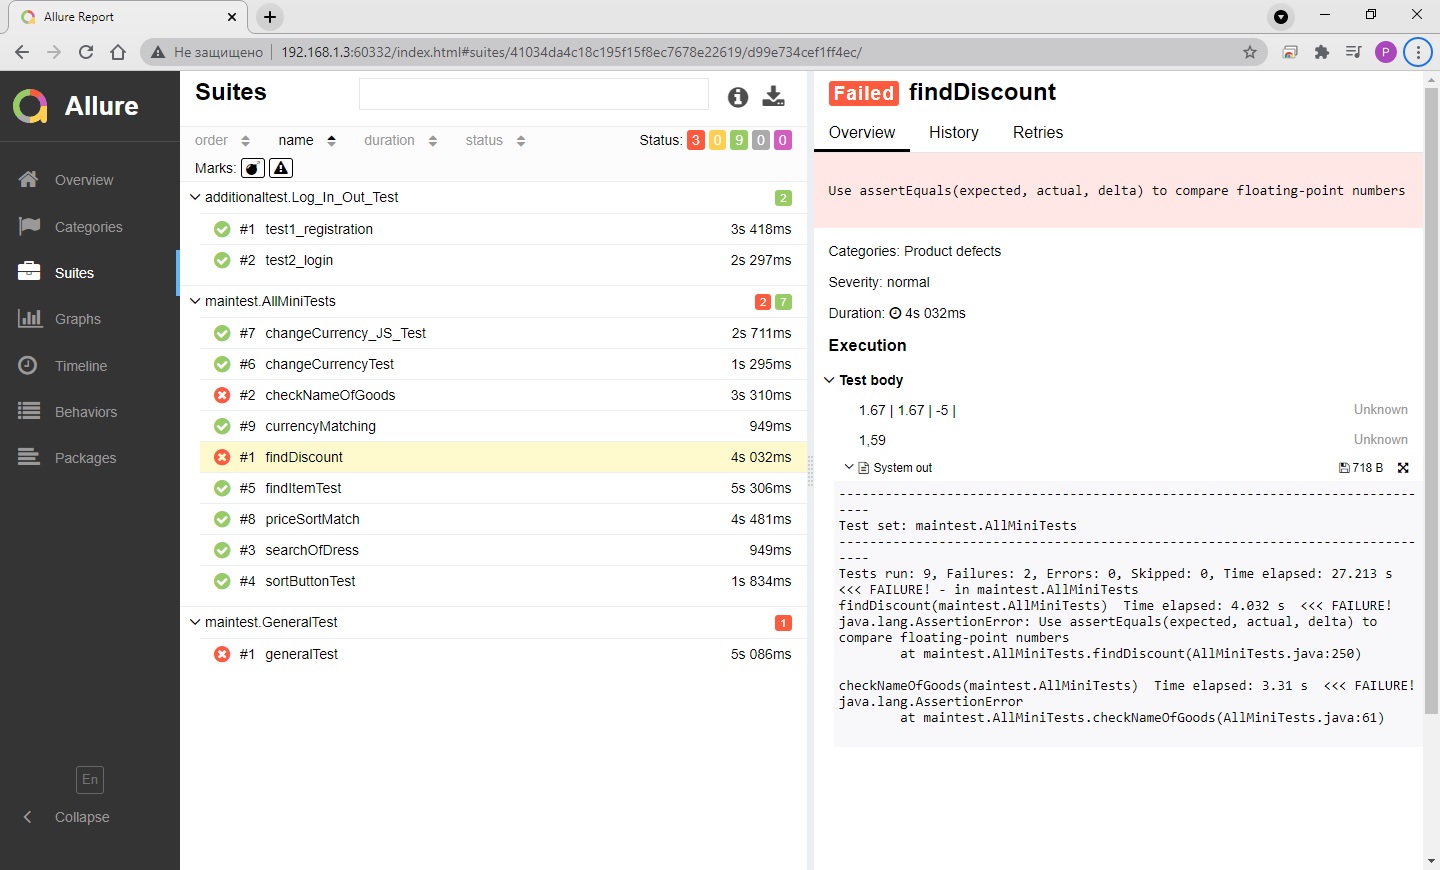 Allure Report
Не защищено
192.168.1.3:60332/index.html#suites/41034da4c18c195f15f8ec7678e22619/d99e734cef1ff4ec/
P
Allure
Overview
Categories
Suites
Graphs
Timeline
Behaviors
Packages
En
Collapse
Suites
order name duration status Status: 3 0 9 0 0
Marks:
additionaltest.Log_In_Out_Test 2
#1 test1_registration 3s 418ms
#2 test2_login 2s 297ms
maintest.AllMiniTests 2 7
#7 changeCurrency_JS_Test 2s 711ms
#6 changeCurrencyTest 1s 295ms
#2 checkNameOfGoods 3s 310ms
#9 currencyMatching 949ms
#1 findDiscount 4s 032ms
#5 findItemTest 5s 306ms
#8 priceSortMatch 4s 481ms
#3 searchOfDress 949ms
#4 sortButtonTest 1s 834ms
maintest.GeneralTest 1
#1 generalTest 5s 086ms
Failed findDiscount
Overview History Retries
Use assertEquals(expected, actual, delta) to compare floating-point numbers
Categories: Product defects
Severity: normal
Duration: 4s 032ms
Execution
Test body
1.67 | 1.67 | -5 | Unknown
1,59 Unknown
System out 718 B
---------------------------------------------------------------------------
----
Test set: maintest.AllMiniTests
---------------------------------------------------------------------------
----
Tests run: 9, Failures: 2, Errors: 0, Skipped: 0, Time elapsed: 27.213 s
<<< FAILURE! - in maintest.AllMiniTests
findDiscount(maintest.AllMiniTests)  Time elapsed: 4.032 s  <<< FAILURE!
java.lang.AssertionError: Use assertEquals(expected, actual, delta) to
compare floating-point numbers
at maintest.AllMiniTests.findDiscount(AllMiniTests.java:250)
checkNameOfGoods(maintest.AllMiniTests)  Time elapsed: 3.31 s  <<< FAILURE!
java.lang.AssertionError
at maintest.AllMiniTests.checkNameOfGoods(AllMiniTests.java:61)